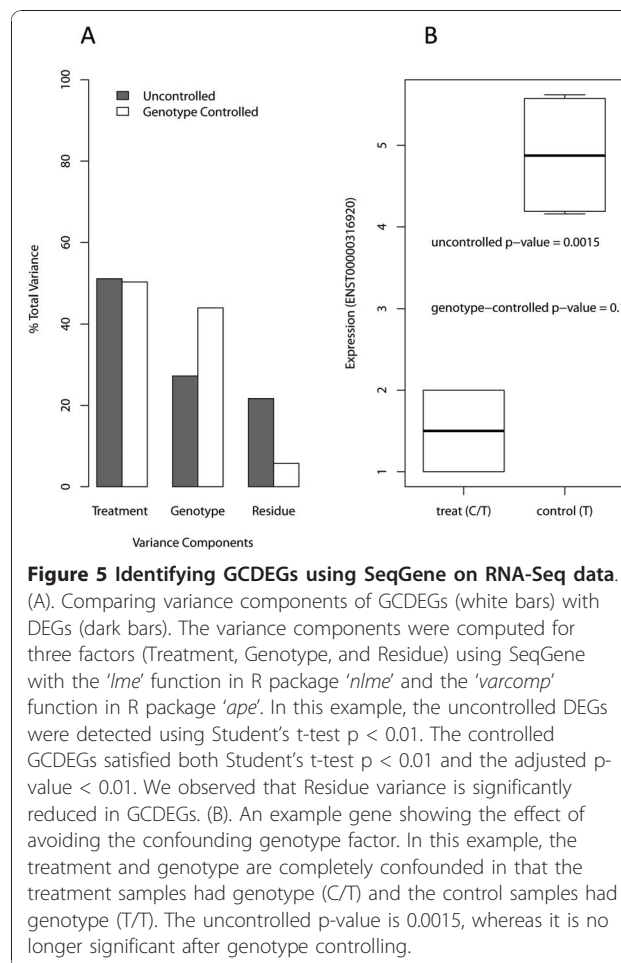 A
B
100
80
60
40
20
0
% Total Variance
Uncontrolled
Genotype Controlled
Treatment Genotype Residue
Variance Components
5
4
3
2
1
Expression (ENST00000316920)
uncontrolled p−value = 0.0015
genotype−controlled p−value = 0.
treat (C/T) control (T)
Figure 5 Identifying GCDEGs using SeqGene on RNA-Seq data.
(A). Comparing variance components of GCDEGs (white bars) with
DEGs (dark bars). The variance components were computed for
three factors (Treatment, Genotype, and Residue) using SeqGene
with the ‘lme’ function in R package ‘nlme’ and the ‘varcomp’
function in R package ‘ape’. In this example, the uncontrolled DEGs
were detected using Student’s t-test p < 0.01. The controlled
GCDEGs satisfied both Student’s t-test p < 0.01 and the adjusted p-
value < 0.01. We observed that Residue variance is significantly
reduced in GCDEGs. (B). An example gene showing the effect of
avoiding the confounding genotype factor. In this example, the
treatment and genotype are completely confounded in that the
treatment samples had genotype (C/T) and the control samples had
genotype (T/T). The uncontrolled p-value is 0.0015, whereas it is no
longer significant after genotype controlling.